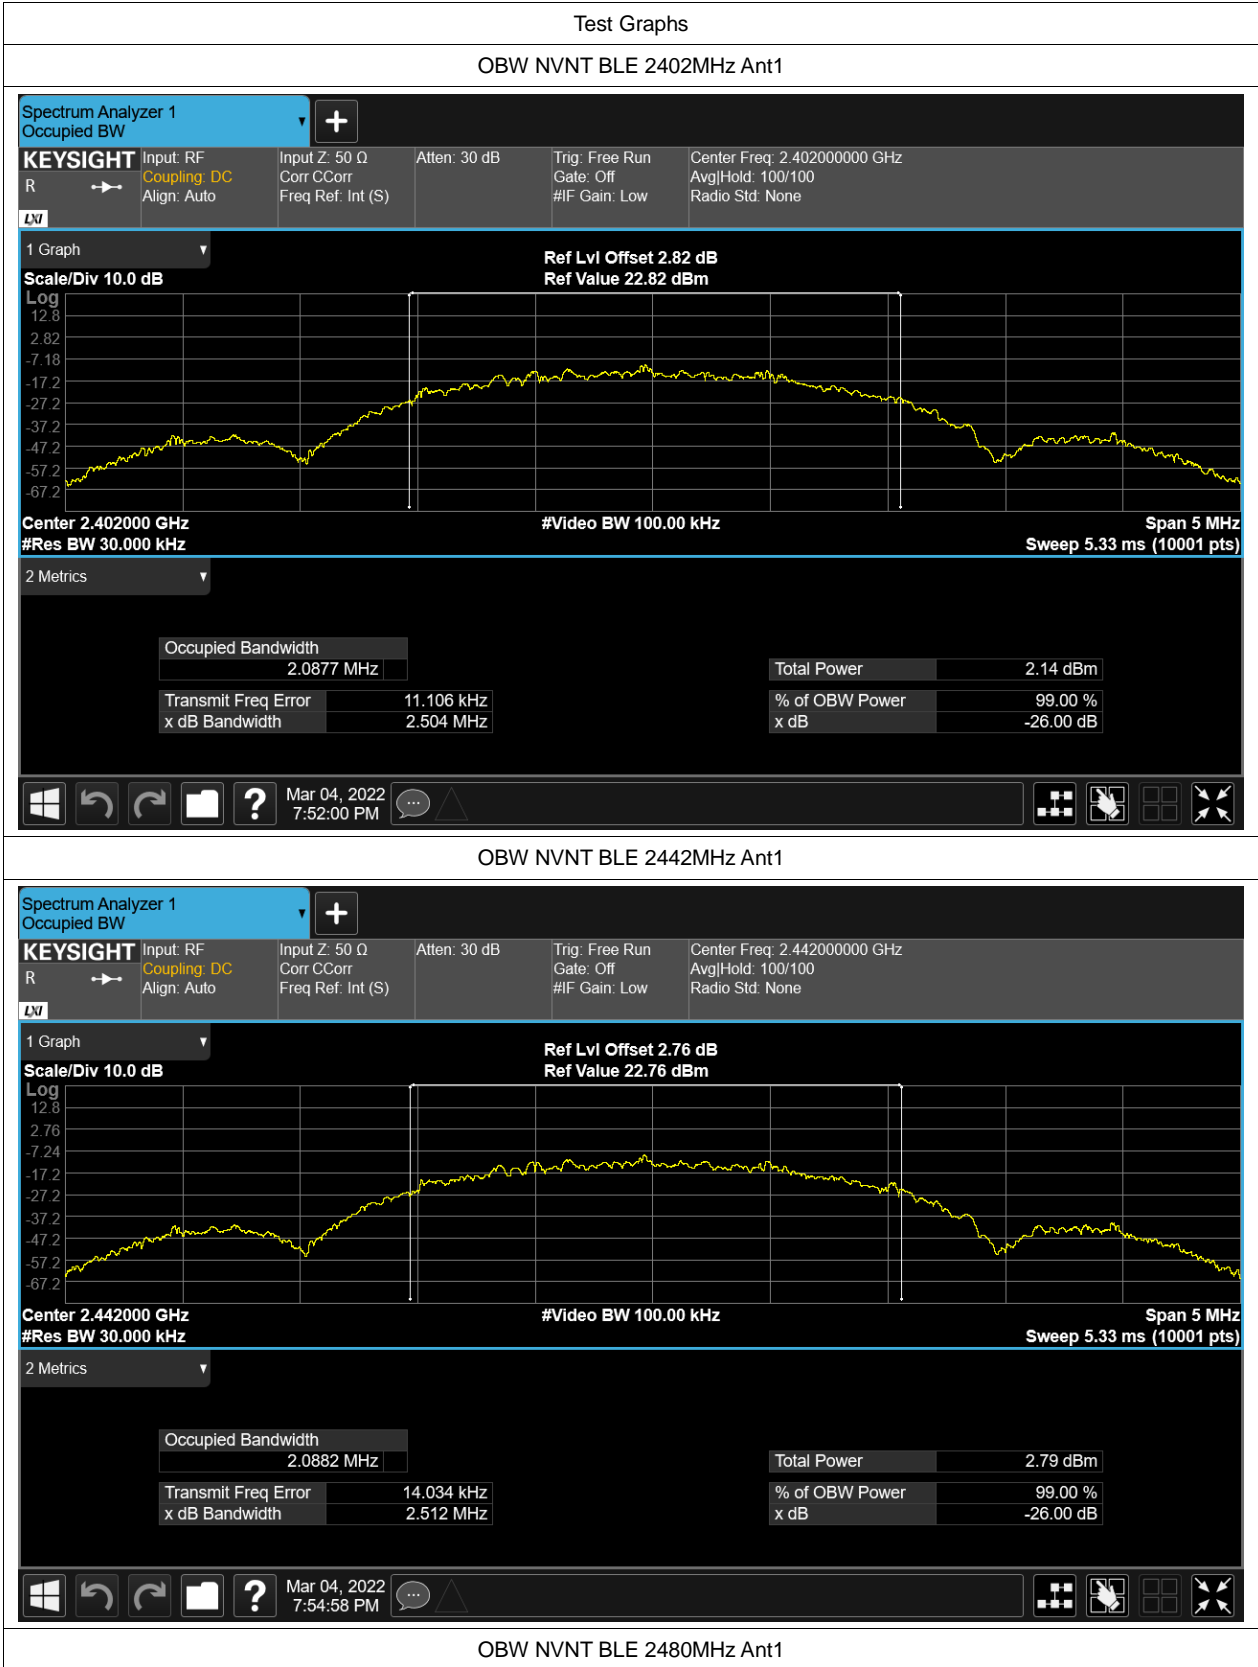 Test Graphs
OBW NVNT BLE 2402MHz Ant1
Spectrum Analyzer 1
Occupied BW
KEYSIGHT Input: RF Input Z: 50 Ω Atten: 30 dB Trig: Free Run Center Freq: 2.402000000 GHz
R Coupling: DC Corr CCorr Gate: Off Avg|Hold: 100/100
Align: Auto Freq Ref: Int (S) #IF Gain: Low Radio Std: None
LXI
1 Graph
Ref Lvl Offset 2.82 dB
Scale/Div 10.0 dB Ref Value 22.82 dBm
Log
12.8
2.82
-7.18
-17.2
-27.2
-37.2
-47.2
-57.2
-67.2
Center 2.402000 GHz #Video BW 100.00 kHz Span 5 MHz
#Res BW 30.000 kHz Sweep 5.33 ms (10001 pts)
2 Metrics
Occupied Bandwidth
2.0877 MHz Total Power 2.14 dBm
Transmit Freq Error 11.106 kHz % of OBW Power 99.00 %
x dB Bandwidth 2.504 MHz x dB -26.00 dB
Mar 04, 2022
7:52:00 PM
OBW NVNT BLE 2442MHz Ant1
Spectrum Analyzer 1
Occupied BW
KEYSIGHT Input: RF Input Z: 50 Ω Atten: 30 dB Trig: Free Run Center Freq: 2.442000000 GHz
R Coupling: DC Corr CCorr Gate: Off Avg|Hold: 100/100
Align: Auto Freq Ref: Int (S) #IF Gain: Low Radio Std: None
LXI
1 Graph
Ref Lvl Offset 2.76 dB
Scale/Div 10.0 dB Ref Value 22.76 dBm
Log
12.8
2.76
-7.24
-17.2
-27.2
-37.2
-47.2
-57.2
-67.2
Center 2.442000 GHz #Video BW 100.00 kHz Span 5 MHz
#Res BW 30.000 kHz Sweep 5.33 ms (10001 pts)
2 Metrics
Occupied Bandwidth
2.0882 MHz Total Power 2.79 dBm
Transmit Freq Error 14.034 kHz % of OBW Power 99.00 %
x dB Bandwidth 2.512 MHz x dB -26.00 dB
Mar 04, 2022
7:54:58 PM
OBW NVNT BLE 2480MHz Ant1